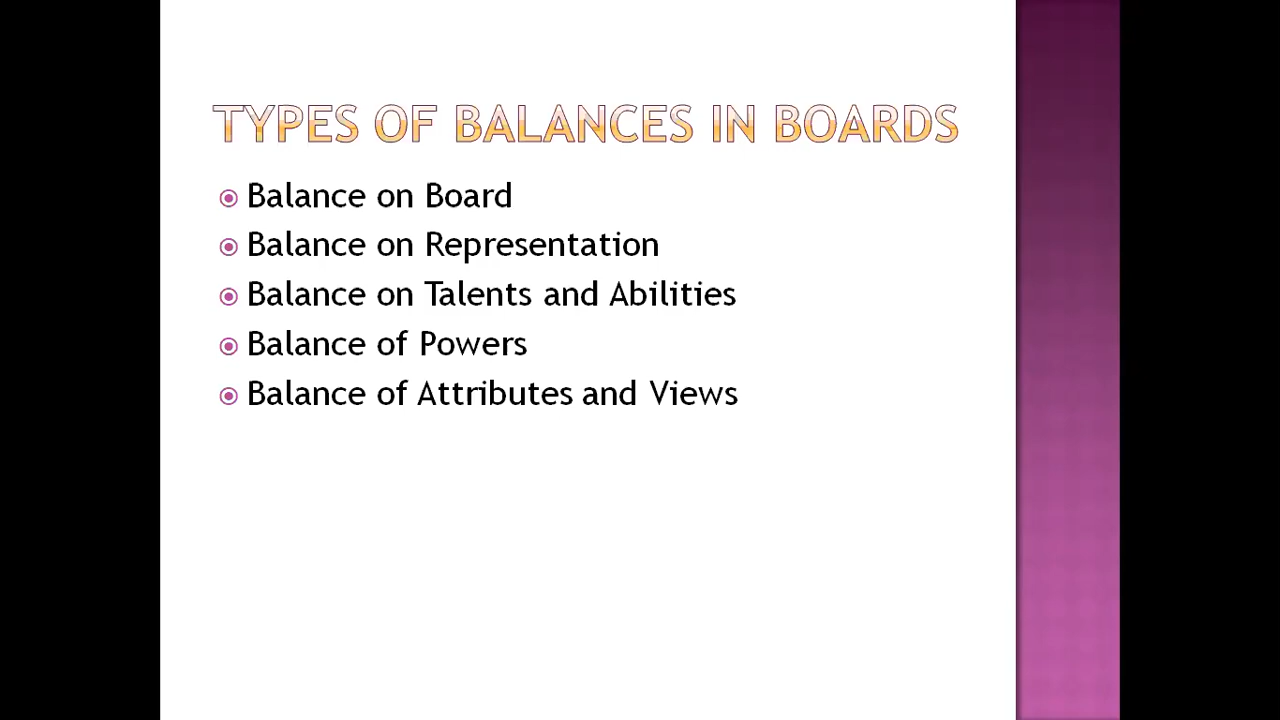 TYPES OF BALANCES IN BOARDS
Balance on Board
Balance on Representation
Balance on Talents and Abilities
Balance of Powers
Balance of Attributes and Views